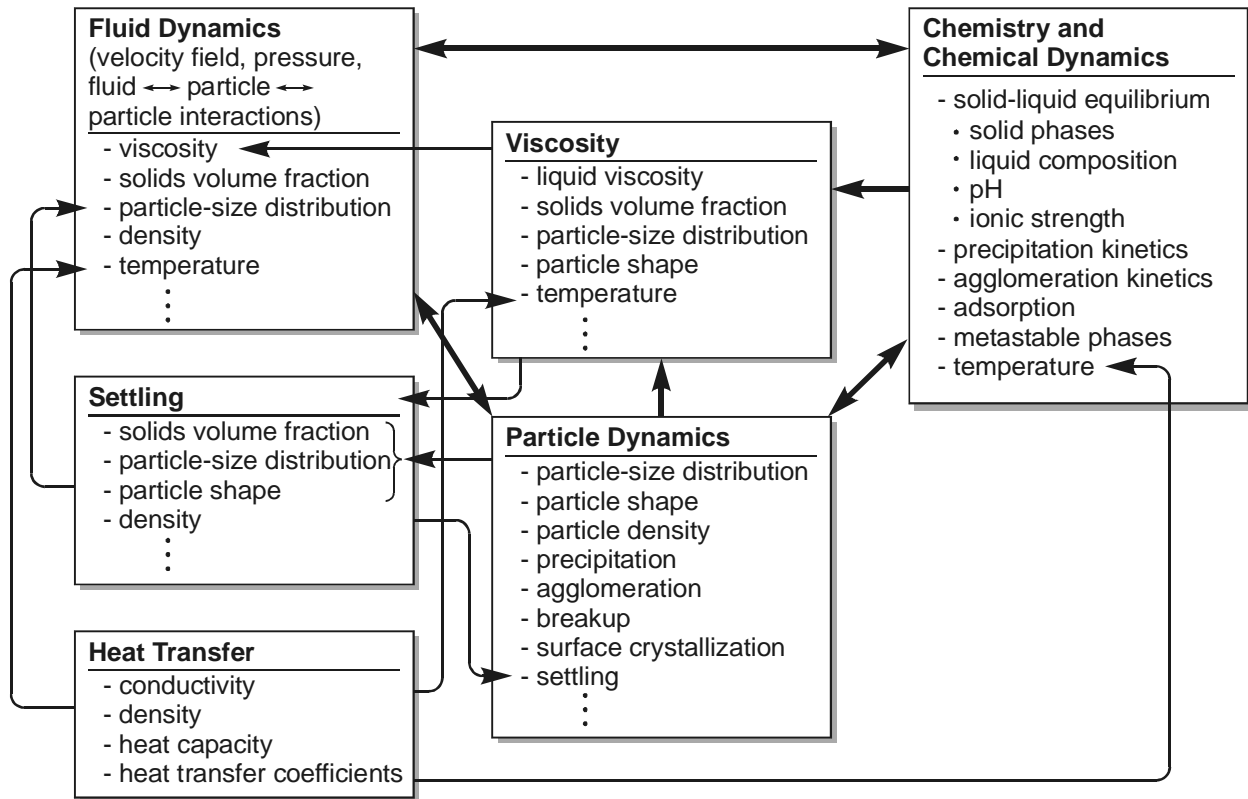 Fluid Dynamics
(velocity field, pressure,
fluid ↔ particle ↔
particle interactions)
- viscosity
- solids volume fraction
- particle-size distribution
- density
- temperature
Settling
- solids volume fraction
- particle-size distribution
- particle shape
- density
Heat Transfer
- conductivity
- density
- heat capacity
- heat transfer coefficients
Viscosity
- liquid viscosity
- solids volume fraction
- particle-size distribution
- particle shape
- temperature
Particle Dynamics
- particle-size distribution
- particle shape
- particle density
- precipitation
- agglomeration
- breakup
- surface crystallization
- settling
Chemistry and
Chemical Dynamics
- solid-liquid equilibrium
· solid phases
· liquid composition
· pH
· ionic strength
- precipitation kinetics
- agglomeration kinetics
- adsorption
- metastable phases
- temperature